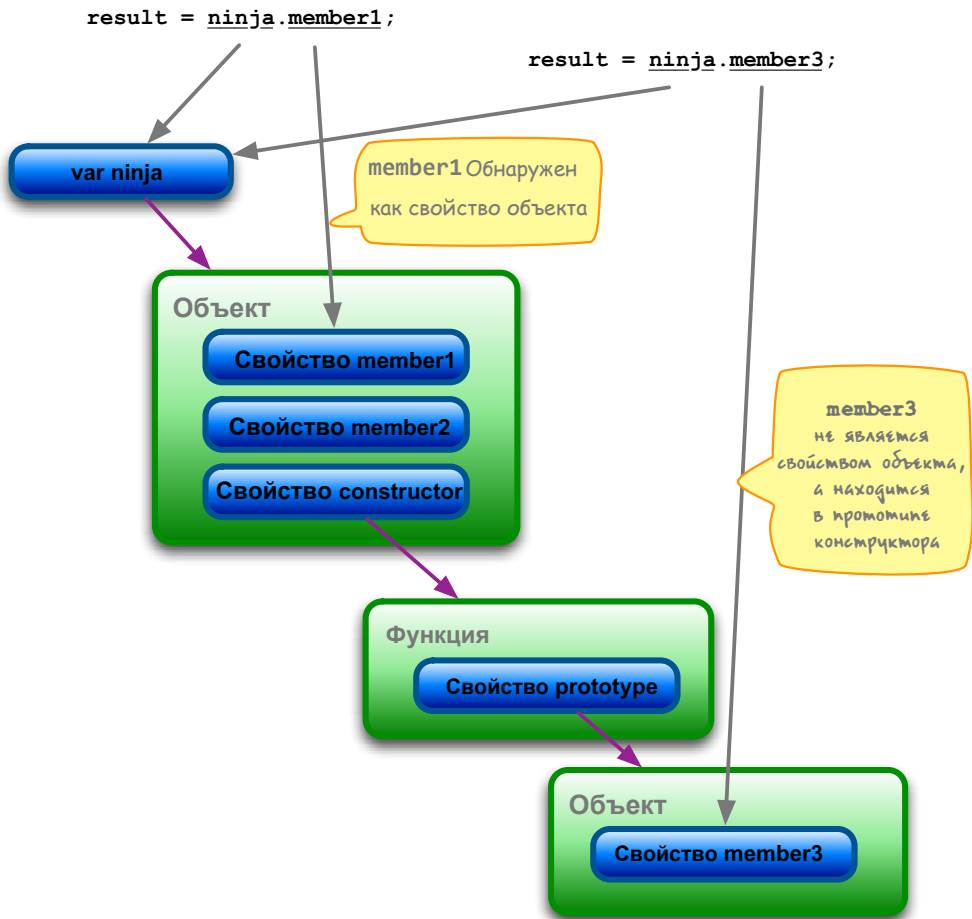 result = ninja.member1;
result = ninja.member3;
var ninja
member1 Обнаружен
как свойство объекта
Объект
Свойство member1
Свойство member2
Свойство constructor
member3
не является
свойством объекта,
а находится
в прототипе
конструктора
Функция
Свойство prototype
Объект
Свойство member3